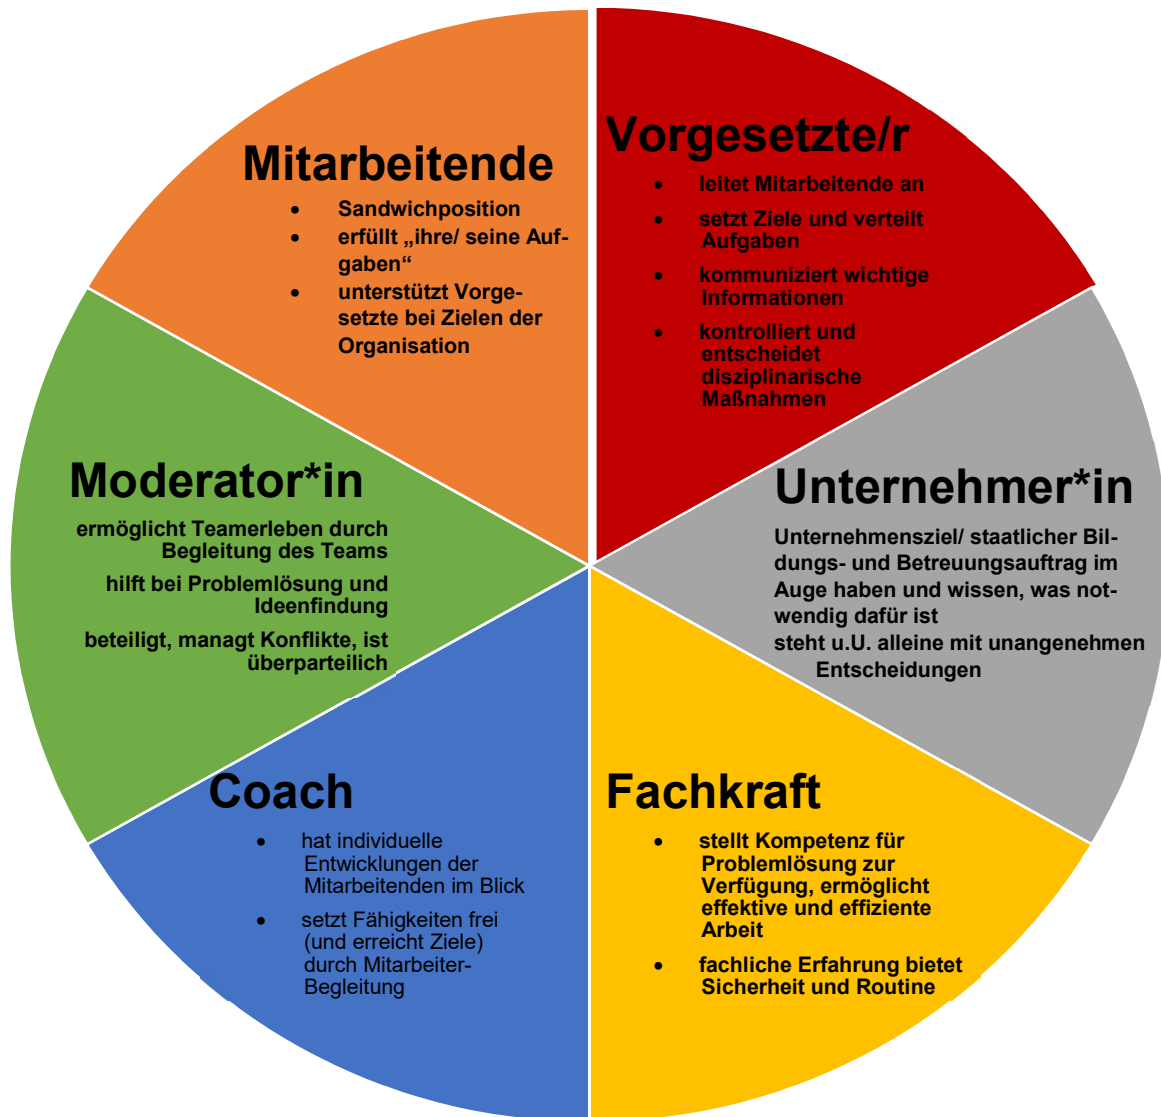 Mitarbeitende
• Sandwichposition
• erfüllt „ihre/ seine Auf-
gaben“
• unterstützt Vorge-
setzte bei Zielen der
Organisation
Vorgesetzte/r
• leitet Mitarbeitende an
• setzt Ziele und verteilt
Aufgaben
• kommuniziert wichtige
Informationen
• kontrolliert und
entscheidet
disziplinarische
Maßnahmen
Moderator*in
ermöglicht Teamerleben durch
Begleitung des Teams
hilft bei Problemlösung und
Ideenfindung
beteiligt, managt Konflikte, ist
überparteilich
Unternehmer*in
Unternehmensziel/ staatlicher Bil-
dungs- und Betreuungsauftrag im
Auge haben und wissen, was not-
wendig dafür ist
steht u.U. alleine mit unangenehmen
Entscheidungen
Coach
• hat individuelle
Entwicklungen der
Mitarbeitenden im Blick
• setzt Fähigkeiten frei
(und erreicht Ziele)
durch Mitarbeiter-
Begleitung
Fachkraft
• stellt Kompetenz für
Problemlösung zur
Verfügung, ermöglicht
effektive und effiziente
Arbeit
• fachliche Erfahrung bietet
Sicherheit und Routine